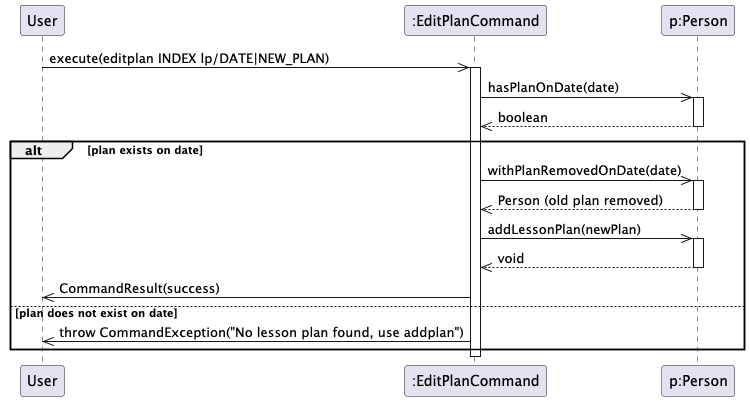 User
:EditPlanCommand
p:Person
execute(editplan INDEX lp/DATE|NEW_PLAN)
hasPlanOnDate(date)
boolean
alt
[plan exists on date]
withPlanRemovedOnDate(date)
Person (old plan removed)
addLessonPlan(newPlan)
void
CommandResult(success)
[plan does not exist on date]
throw CommandException("No lesson plan found, use addplan")
User
:EditPlanCommand
p:Person